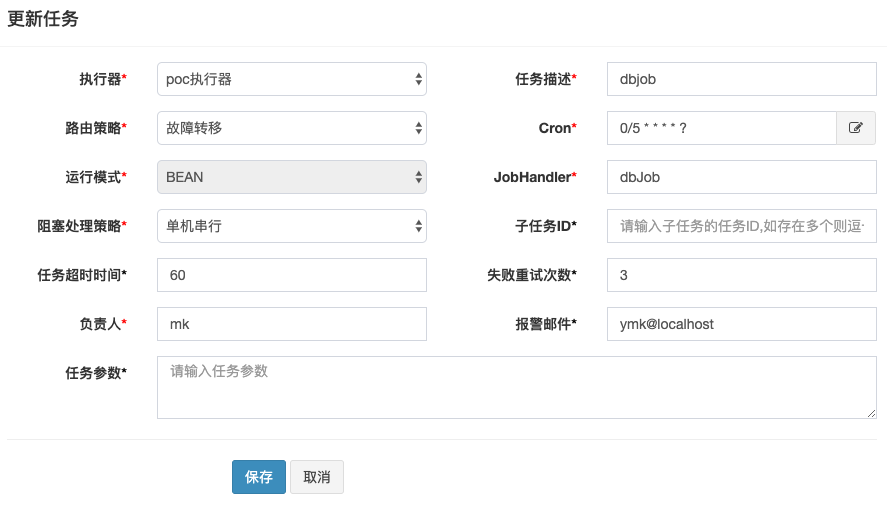 更新任务
执行器* poc执行器 任务描述* dbjob
路由策略* 故障转移 Cron* 0/5 * * * * ?
运行模式* BEAN JobHandler* dbJob
阻塞处理策略* 单机串行 子任务ID* 请输入子任务的任务ID,如存在多个则逗
任务超时时间* 60 失败重试次数* 3
负责人* mk 报警邮件* ymk@localhost
任务参数* 请输入任务参数
保存 取消